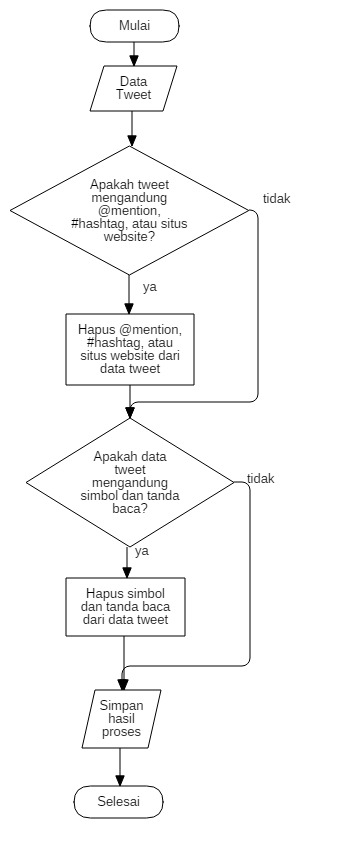 Mulai
Data
Tweet
Apakah tweet
mengandung
@mention,
#hashtag, atau situs
website?
tidak
ya
Hapus @mention,
#hashtag, atau
situs website dari
data tweet
Apakah data
tweet
mengandung
simbol dan tanda
baca?
tidak
ya
Hapus simbol
dan tanda baca
dari data tweet
Simpan
hasil
proses
Selesai